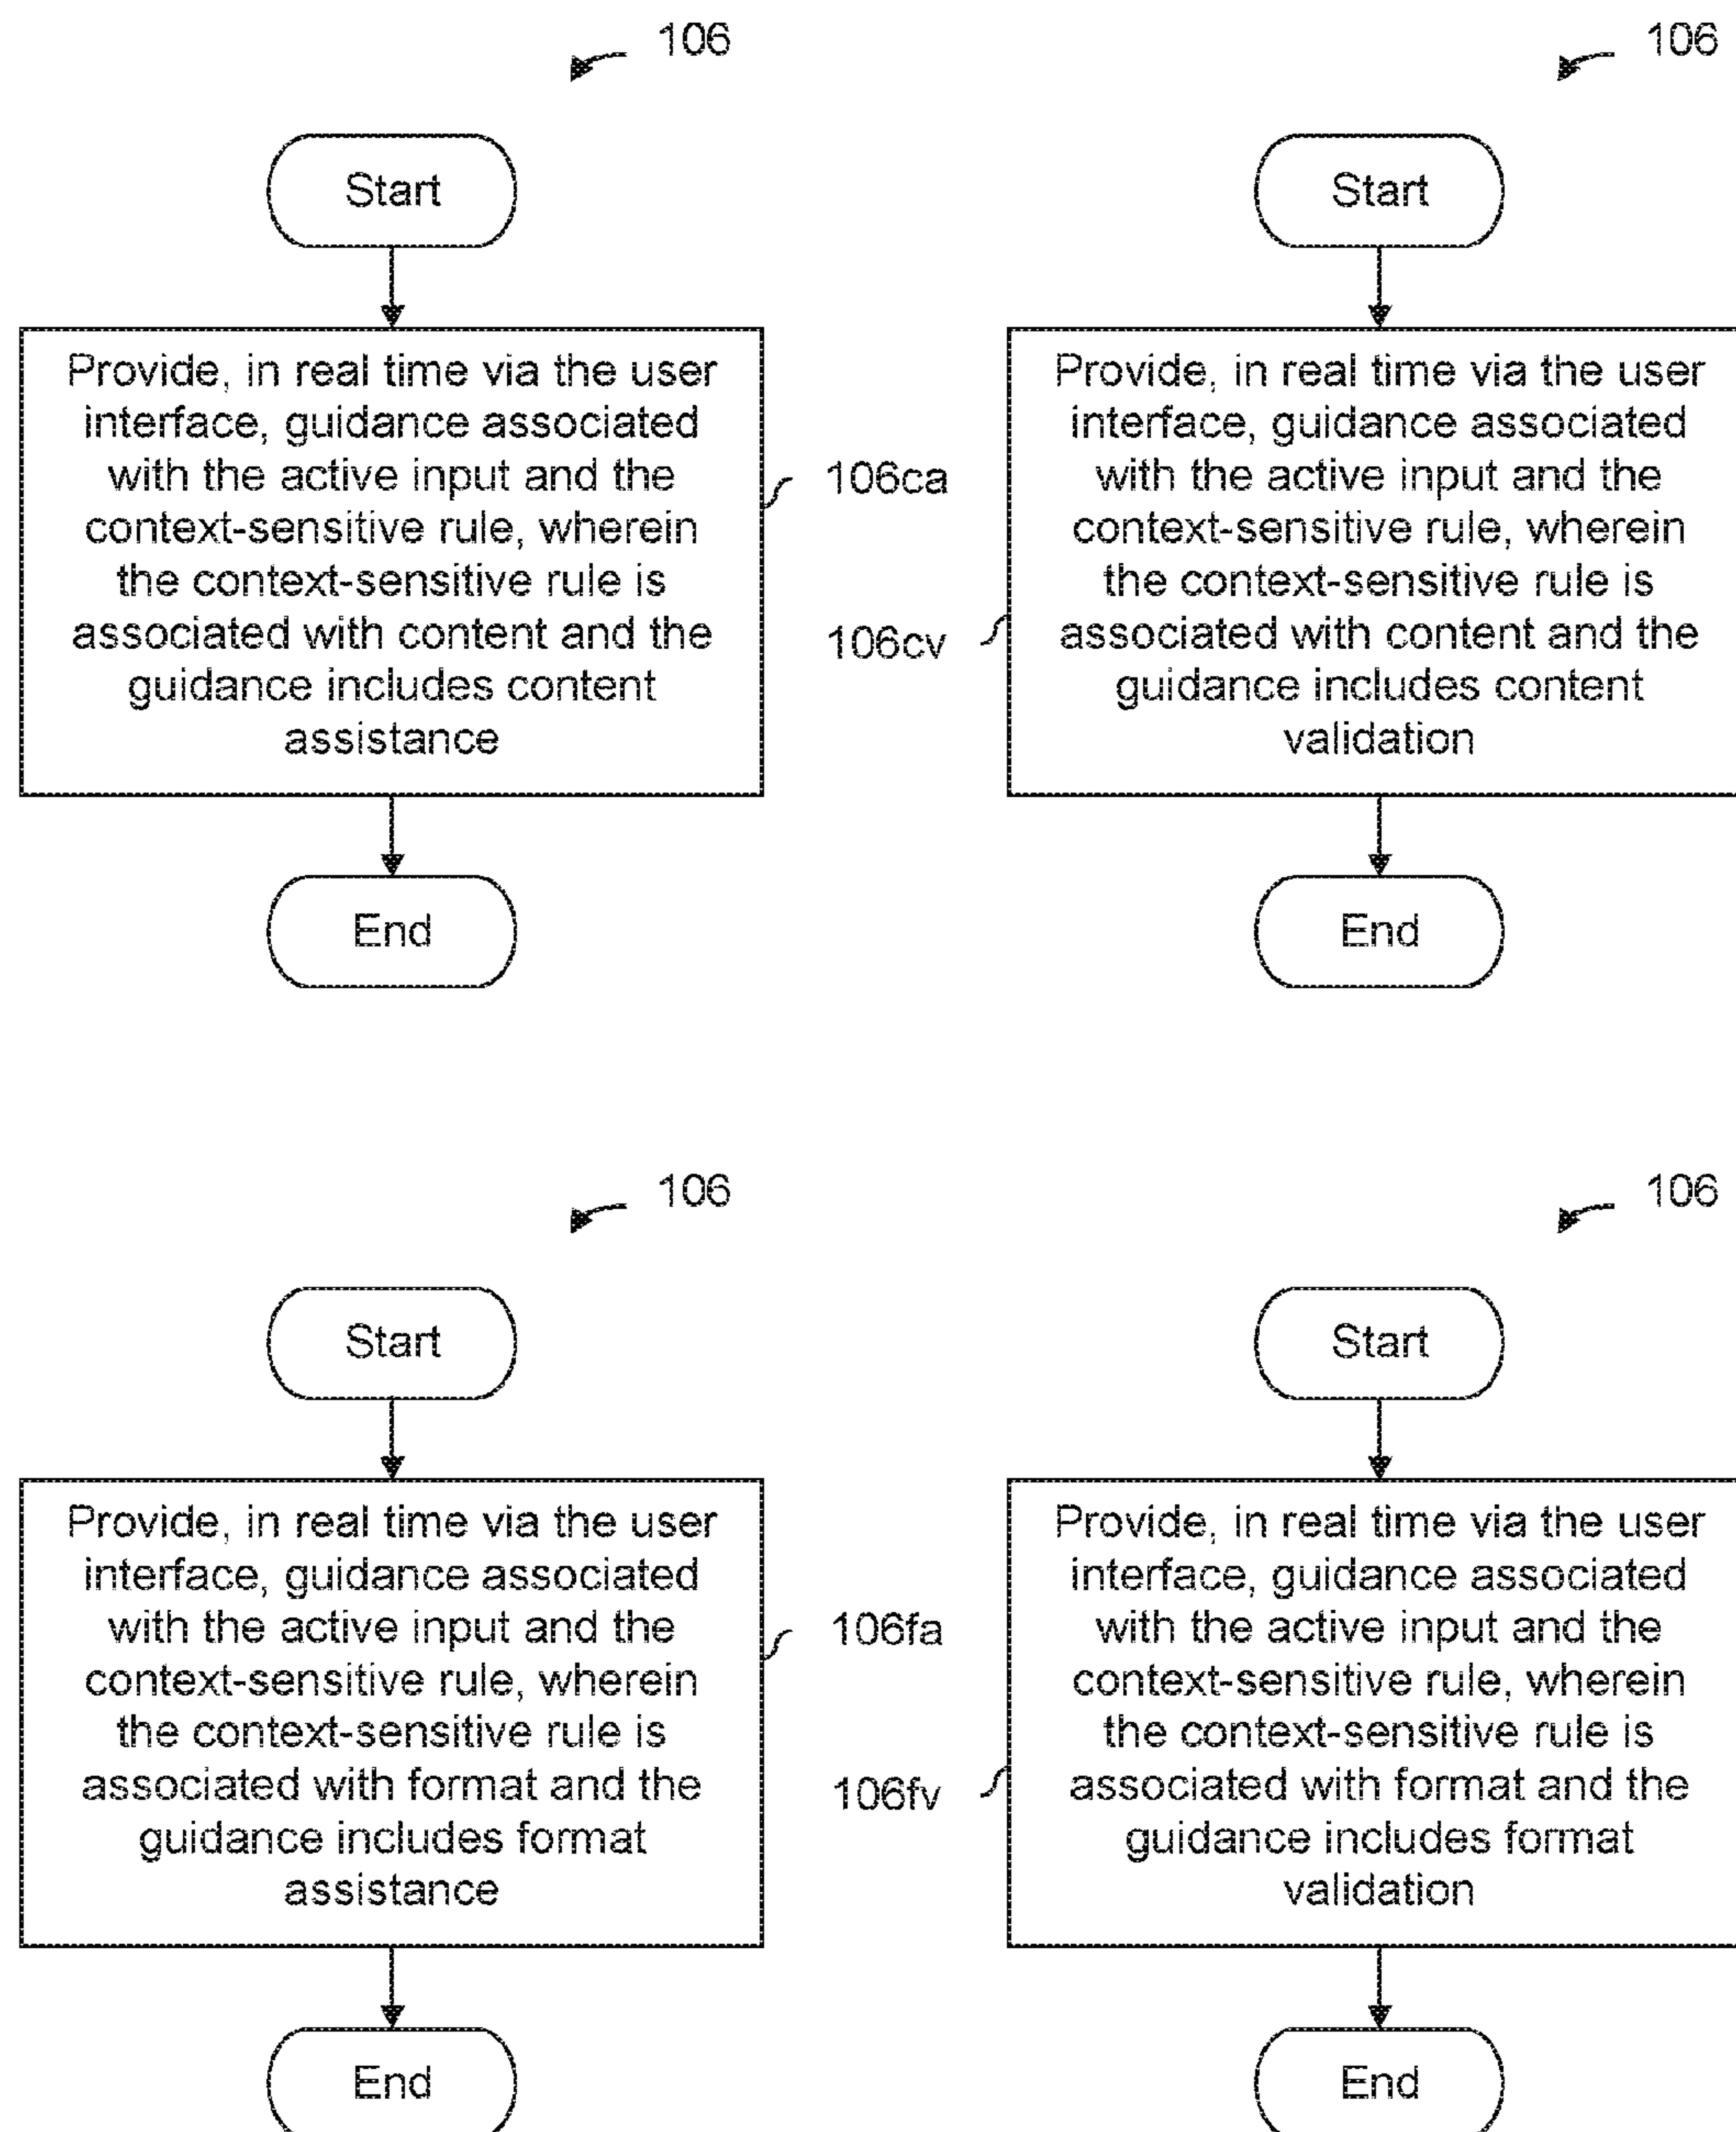 106
Start
Provide, in real time via the user
interface, guidance associated
with the active input and the
context-sensitive rule, wherein
the context-sensitive rule is
associated with content and the
guidance includes content
assistance
106ca
End
106
Start
Provide, in real time via the user
interface, guidance associated
with the active input and the
context-sensitive rule, wherein
the context-sensitive rule is
associated with content and the
guidance includes content
validation
106cv
End
106
Start
Provide, in real time via the user
interface, guidance associated
with the active input and the
context-sensitive rule, wherein
the context-sensitive rule is
associated with format and the
guidance includes format
assistance
106fa
End
106
Start
Provide, in real time via the user
interface, guidance associated
with the active input and the
context-sensitive rule, wherein
the context-sensitive rule is
associated with format and the
guidance includes format
validation
106fv
End